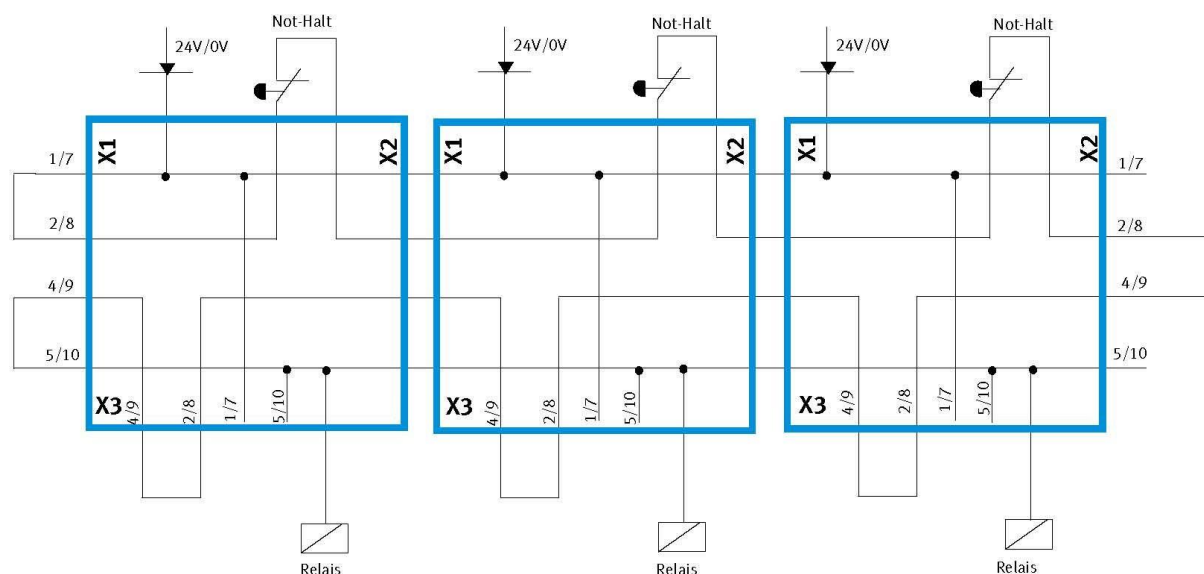 Not-Halt
Not-Halt
Not-Halt
24V/0V
24V/0V
24V/0V
X1
X2
X1
X2
X1
X2
1/7
1/7
2/8
2/8
4/9
4/9
5/10
5/10
X3
4/9
2/8
1/7
5/10
X3
4/9
2/8
1/7
5/10
X3
4/9
2/8
1/7
5/10
Relais
Relais
Relais